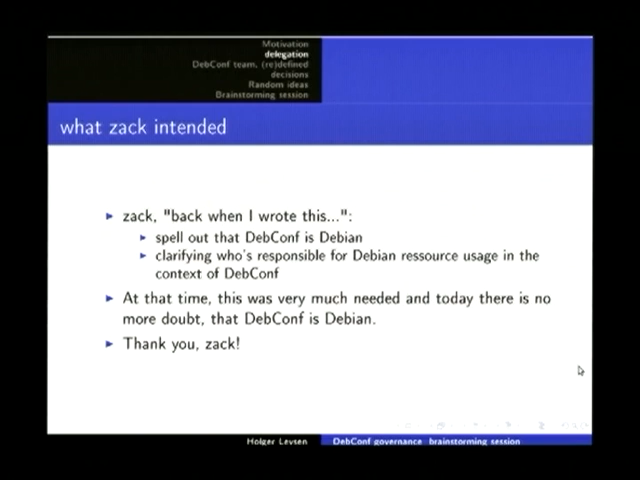 Motivation
delegation
DebConf team, (re)defined
decisions
Random ideas
Brainstorming session
what zack intended
zack, "back when I wrote this...":
spell out that DebConf is Debian
clarifying who's responsible for Debian ressource usage in the
context of DebConf
At that time, this was very much needed and today there is no
more doubt, that DebConf is Debian.
Thank you, zack!
Holger Levsen
DebConf governance brainstorming session